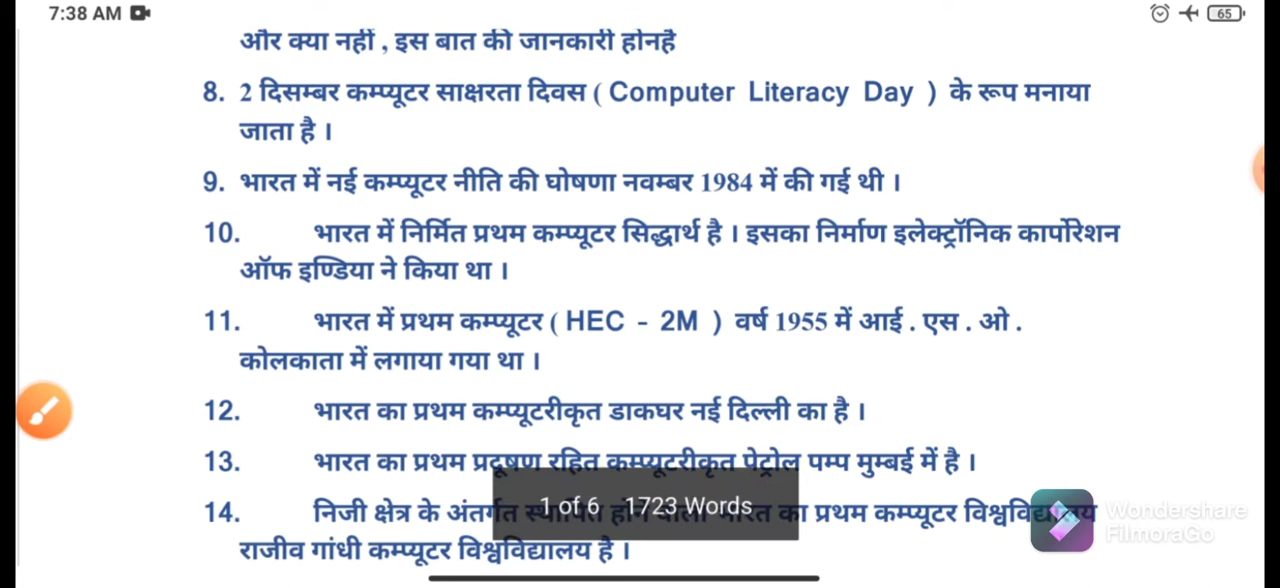 7:38 AM
65
और क्या नहीं , इस बात की जानकारी होनहै
8. 2 दिसम्बर कम्प्यूटर साक्षरता दिवस ( Computer Literacy Day ) के रूप मनाया
जाता है ।
9. भारत में नई कम्प्यूटर नीति की घोषणा नवम्बर 1984 में की गई थी ।
10. भारत में निर्मित प्रथम कम्प्यूटर सिद्धार्थ है । इसका निर्माण इलेक्ट्रॉनिक कार्पोरेशन
ऑफ इण्डिया ने किया था ।
11. भारत में प्रथम कम्प्यूटर ( HEC - 2M ) वर्ष 1955 में आई . एस . ओ .
कोलकाता में लगाया गया था ।
12. भारत का प्रथम कम्प्यूटरीकृत डाकघर नई दिल्ली का है ।
13. भारत का प्रथम प्रदूषण रहित कम्प्यूटरीकृत पेट्रोल पम्प मुम्बई में है ।
1 of 6 1723 Words
14. निजी क्षेत्र के अंतर्गत स्थापित होने वाला भारत का प्रथम कम्प्यूटर विश्वविद्यालय
राजीव गांधी कम्प्यूटर विश्वविद्यालय है ।
Wondershare
FilmoraGo